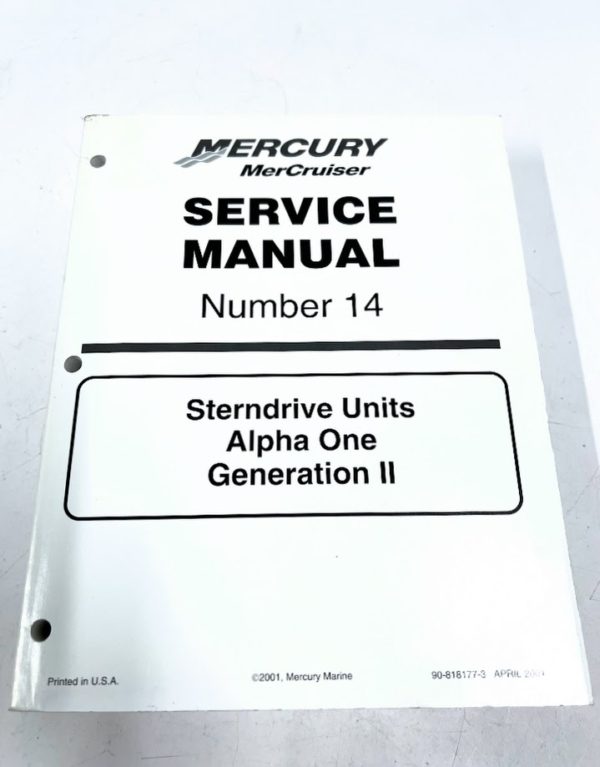 MERCURY
MerCruiser
SERVICE
MANUAL
Number 14
Sterndrive Units
Alpha One
Generation II
Printed in U.S.A.
©2001, Mercury Marine
90-818177-3 APRIL 2001